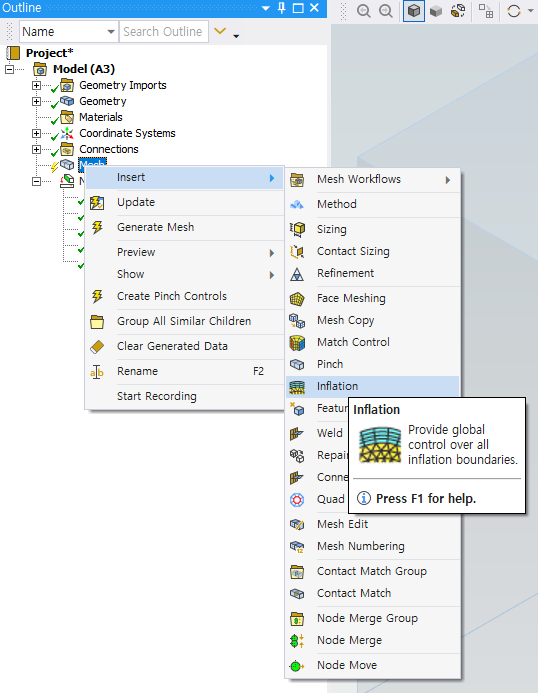 Outline
Name
Search Outline
Project*
Model (A3)
Geometry Imports
Geometry
Materials
Coordinate Systems
Connections
Mesh
N
Insert
Update
Generate Mesh
Preview
Show
Create Pinch Controls
Group All Similar Children
Clear Generated Data
Rename F2
Start Recording
Mesh Workflows
Method
Sizing
Contact Sizing
Refinement
Face Meshing
Mesh Copy
Match Control
Pinch
Inflation
Featu
Weld
Repair
Conne
Quad
Mesh Edit
Mesh Numbering
Contact Match Group
Contact Match
Node Merge Group
Node Merge
Node Move
Inflation
Provide global
control over all
inflation boundaries.
Press F1 for help.